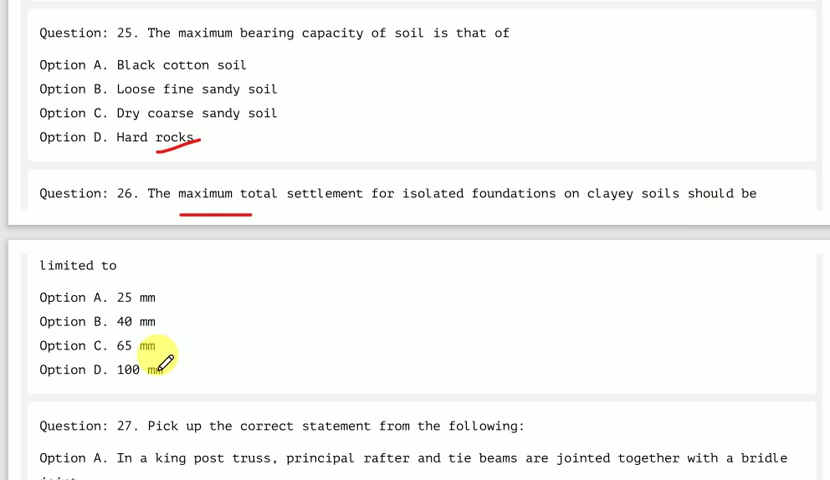 Question: 25. The maximum bearing capacity of soil is that of
Option A. Black cotton soil
Option B. Loose fine sandy soil
Option C. Dry coarse sandy soil
Option D. Hard rocks
Question: 26. The maximum total settlement for isolated foundations on clayey soils should be
limited to
Option A. 25 mm
Option B. 40 mm
Option C. 65 mm
Option D. 100 mm
Question: 27. Pick up the correct statement from the following:
Option A. In a king post truss, principal rafter and tie beams are jointed together with a bridle